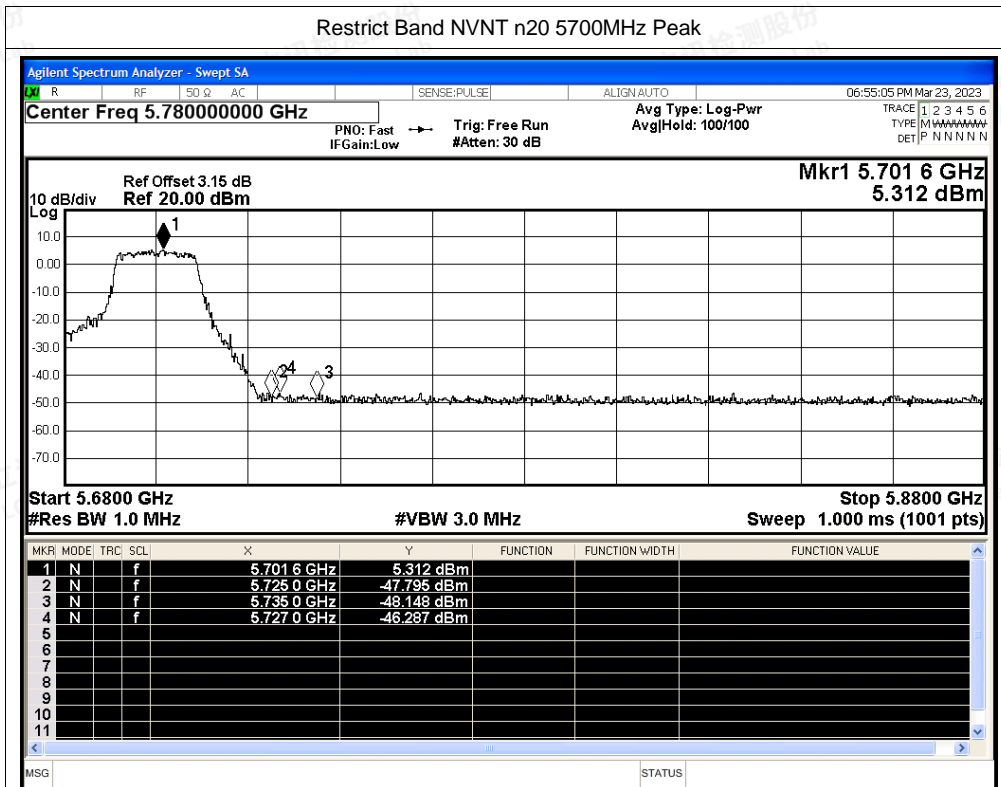 Restrict Band NVNT n20 5700MHz Peak
Agilent Spectrum Analyzer - Swept SA
LXI R RF 50 Ω AC SENSE:PULSE ALIGN AUTO 06:55:05 PM Mar 23, 2023
Center Freq 5.780000000 GHz Avg Type: Log-Pwr TRACE 1 2 3 4 5 6
PNO: Fast Trig: Free Run Avg|Hold: 100/100 TYPE M WWWWW
IFGain:Low #Atten: 30 dB DET P N N N N N
Mkr1 5.701 6 GHz
Ref Offset 3.15 dB
10 dB/div Ref 20.00 dBm 5.312 dBm
Log
1
10.0
0.00
-10.0
-20.0
-30.0
-40.0
2 4 3
-50.0
-60.0
-70.0
Start 5.6800 GHz Stop 5.8800 GHz
#Res BW 1.0 MHz #VBW 3.0 MHz Sweep 1.000 ms (1001 pts)
MKR MODE TRC SCL X Y FUNCTION FUNCTION WIDTH FUNCTION VALUE
1 N f 5.701 6 GHz 5.312 dBm
2 N f 5.725 0 GHz -47.795 dBm
3 N f 5.735 0 GHz -48.148 dBm
4 N f 5.727 0 GHz -46.287 dBm
5
6
7
8
9
10
11
MSG STATUS